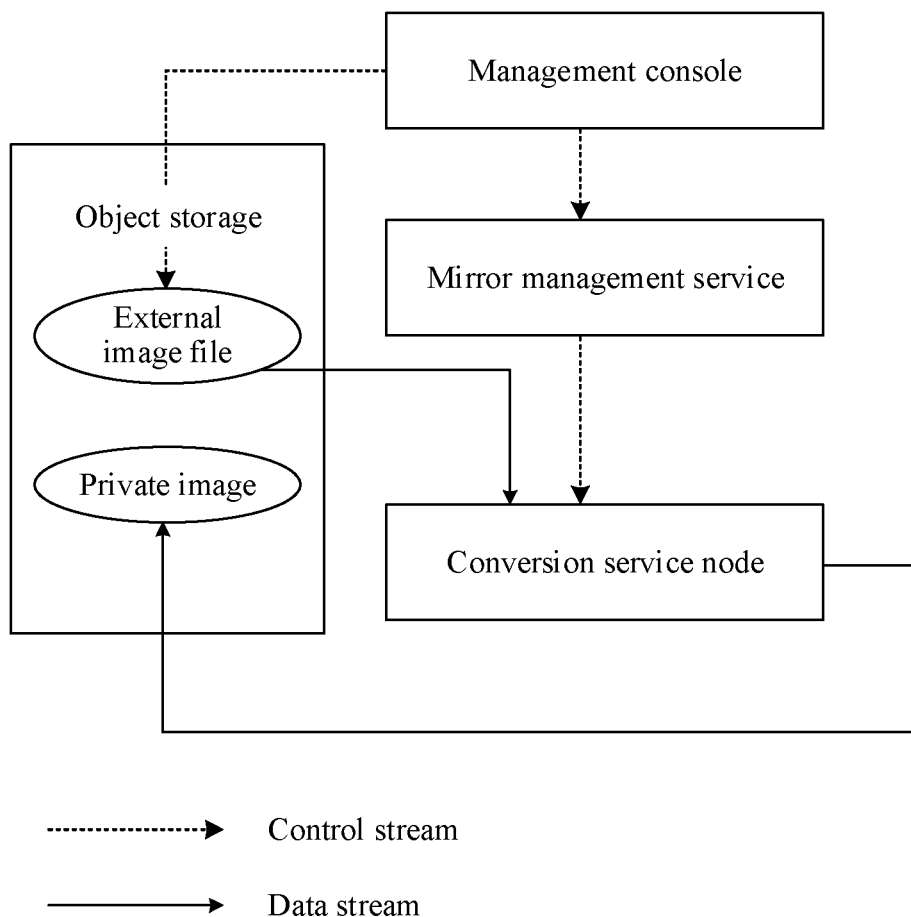 Management console
Object storage
Mirror management service
External
image file
Private image
Conversion service node
Control stream
Data stream